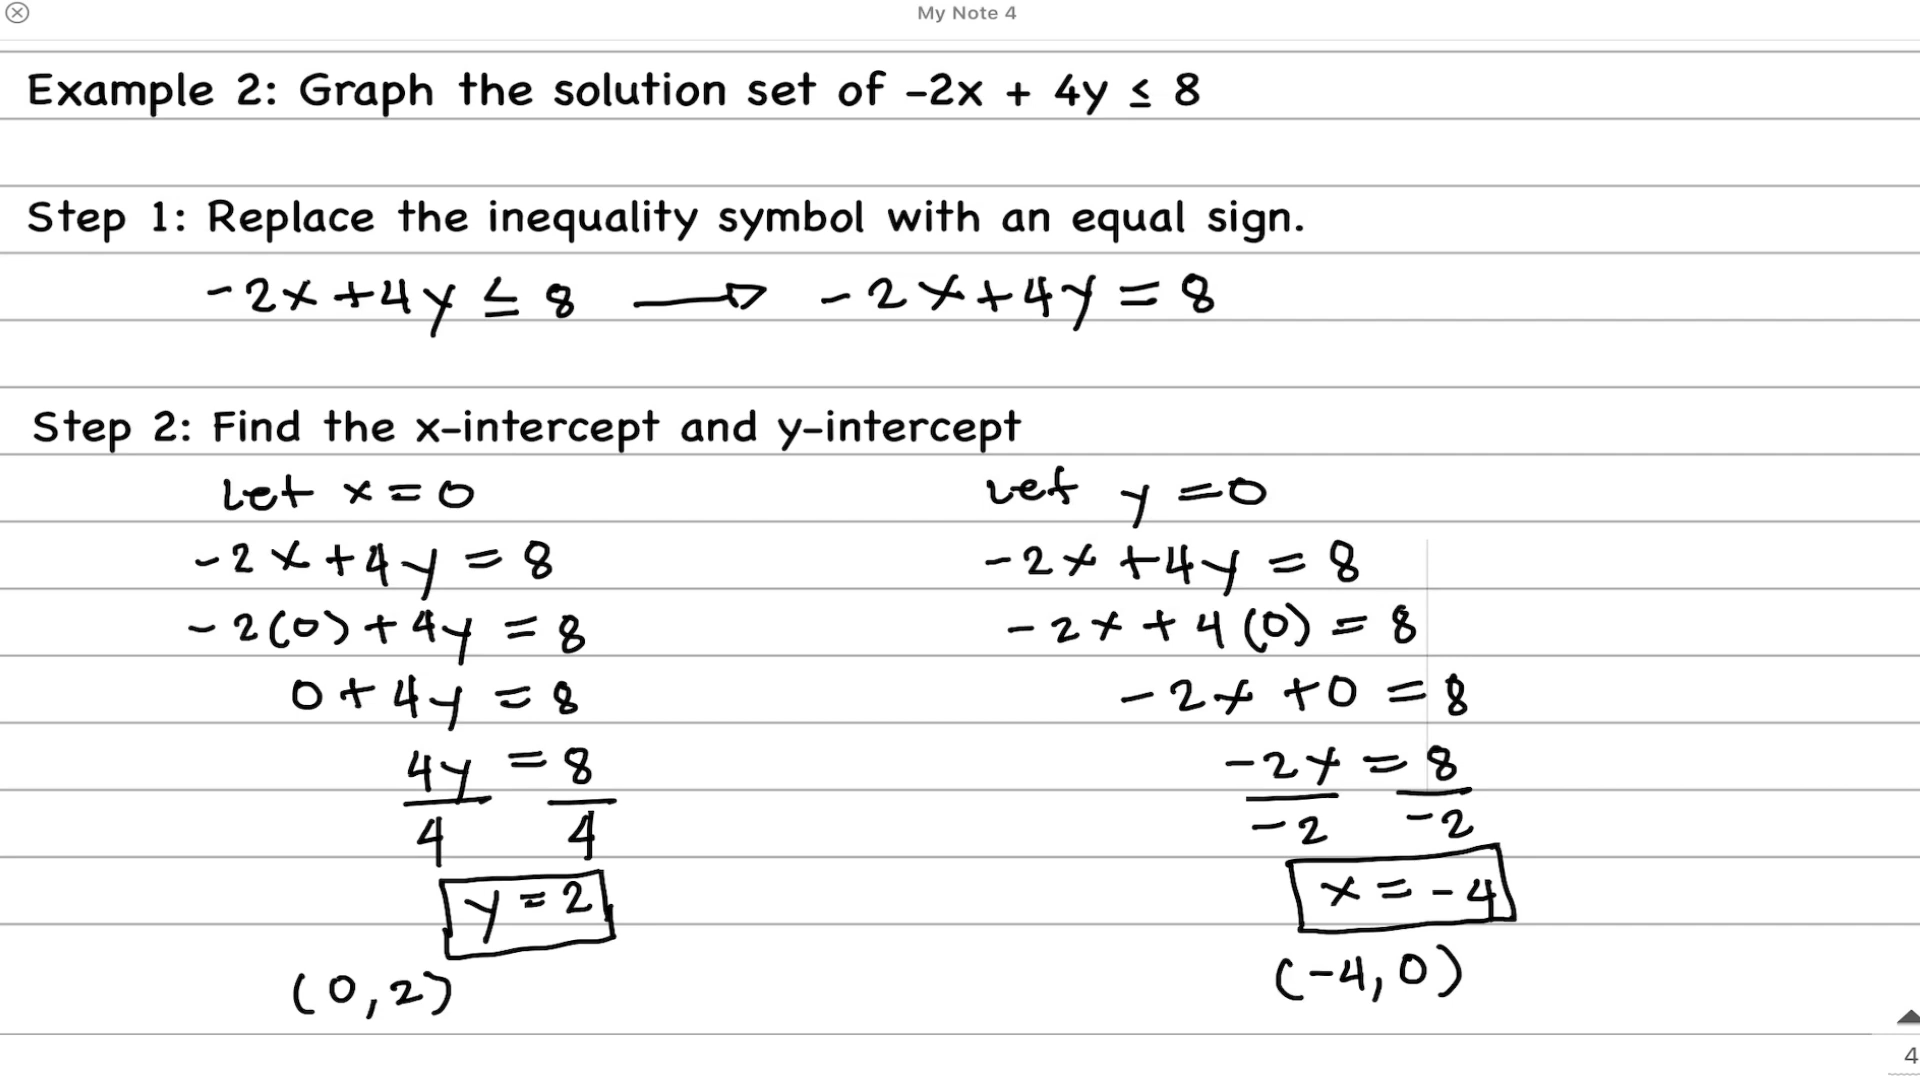 My Note 4
Example 2: Graph the solution set of -2x + 4y ≤ 8
Step 1: Replace the inequality symbol with an equal sign.
-2x+4y ≤ 8 → -2x+4y = 8
Step 2: Find the x-intercept and y-intercept
Let x=0
-2x+4y = 8
-2(0)+4y = 8
0+4y = 8
4y = 8
4 4
y = 2
(0,2)
Let y=0
-2x+4y = 8
-2x+4(0) = 8
-2x+0 = 8
-2x = 8
-2 -2
x = -4
(-4,0)
4